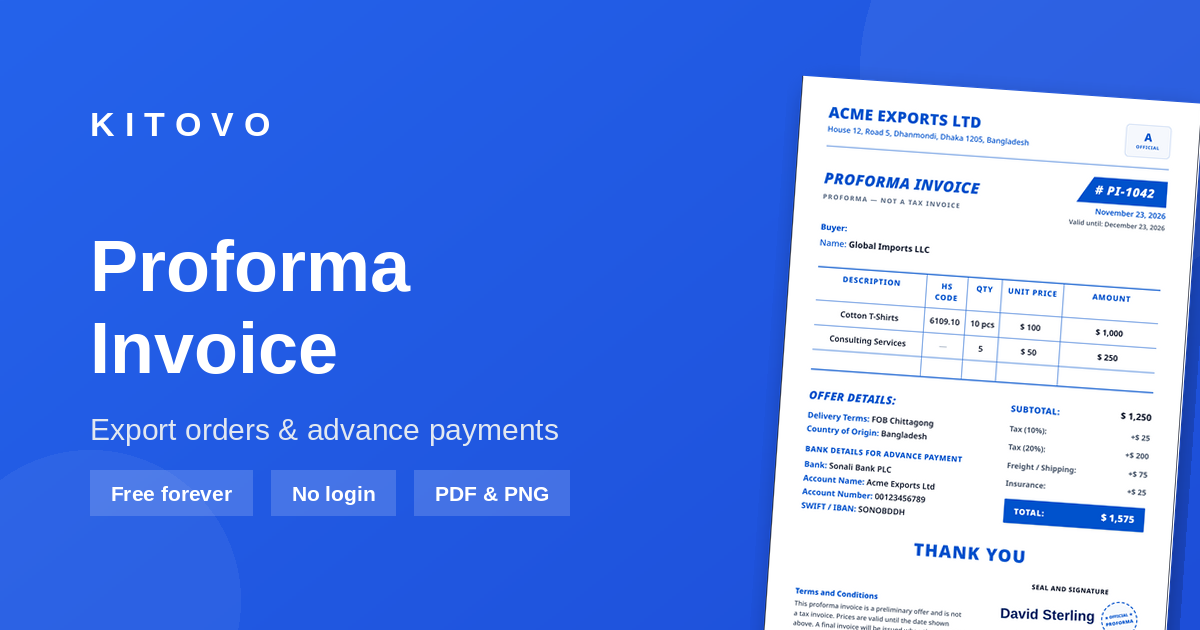 KITOVO
Proforma
Invoice
Export orders & advance payments
Free forever No login PDF & PNG
ACME EXPORTS LTD
House 12, Road 5, Dhanmondi, Dhaka 1205, Bangladesh
A
OFFICIAL
PROFORMA INVOICE
PROFORMA — NOT A TAX INVOICE
# PI-1042
November 23, 2026
Valid until: December 23, 2026
Buyer:
Name: Global Imports LLC
DESCRIPTION HS CODE QTY UNIT PRICE AMOUNT
Cotton T-Shirts 6109.10 10 pcs $ 100 $ 1,000
Consulting Services — 5 $ 50 $ 250
OFFER DETAILS:
Delivery Terms: FOB Chittagong
Country of Origin: Bangladesh
BANK DETAILS FOR ADVANCE PAYMENT
Bank: Sonali Bank PLC
Account Name: Acme Exports Ltd
Account Number: 00123456789
SWIFT / IBAN: SONOBDDH
SUBTOTAL: $ 1,250
Tax (10%): +$ 25
Tax (20%): +$ 200
Freight / Shipping: +$ 75
Insurance: +$ 25
TOTAL: $ 1,575
THANK YOU
Terms and Conditions
This proforma invoice is a preliminary offer and is not
a tax invoice. Prices are valid until the date shown
above. A final invoice will be
SEAL AND SIGNATURE
David Sterling
OFFICIAL
PROFORMA